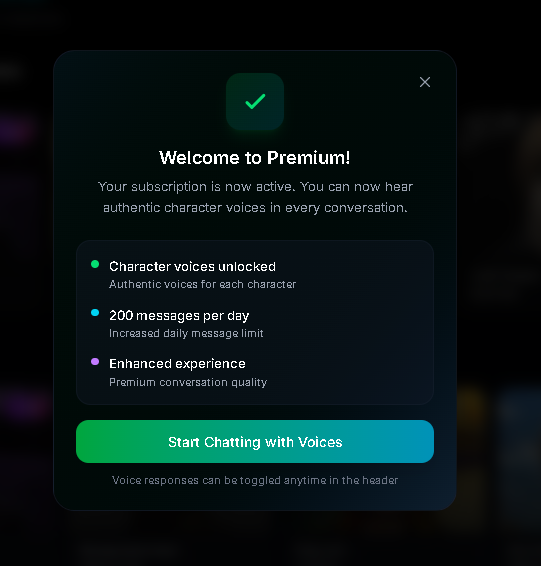 Welcome to Premium!
Your subscription is now active. You can now hear
authentic character voices in every conversation.
Character voices unlocked
Authentic voices for each character
200 messages per day
Increased daily message limit
Enhanced experience
Premium conversation quality
Start Chatting with Voices
Voice responses can be toggled anytime in the header